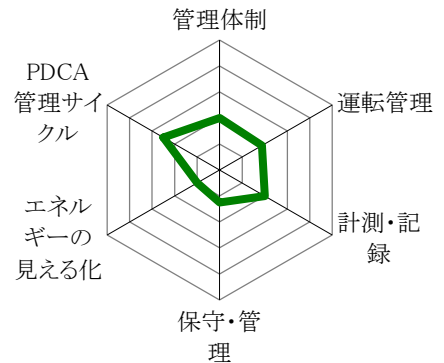 管理体制
運転管理
計測・記
録
保守・管
理
エネル
ギーの
見える化
PDCA
管理サイ
クル